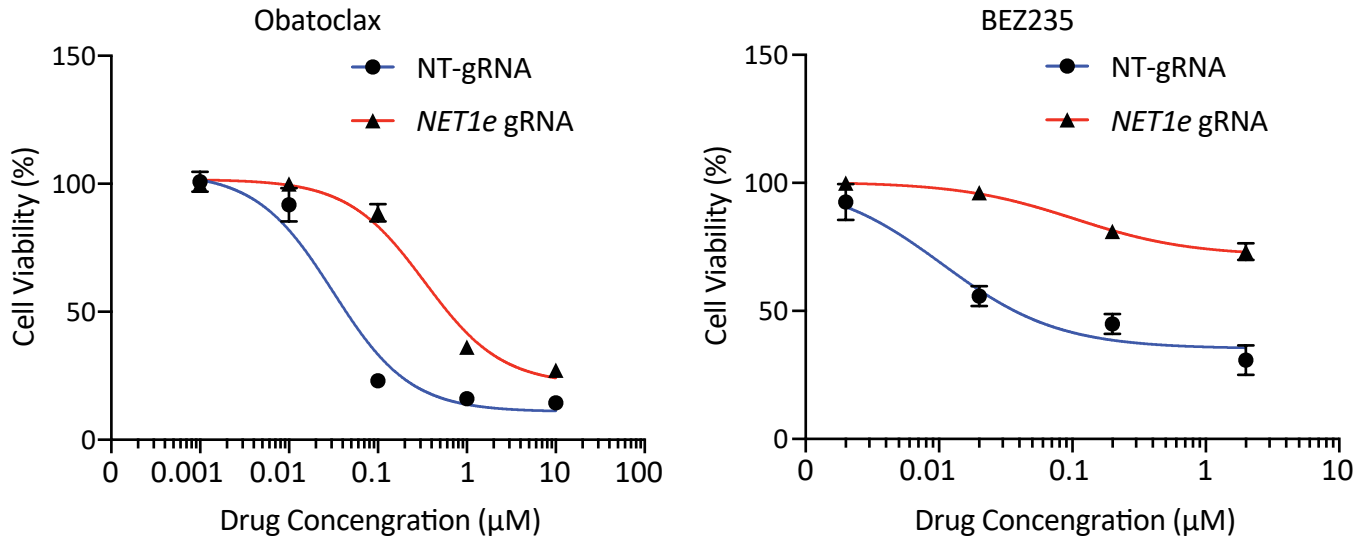 Obatoclax
150
100
50
0
Cell Viability (%)
NT-gRNA
NET1e gRNA
0 0.001 0.01 0.1 1 10 100
Drug Concengration (μM)
BEZ235
150
100
50
0
Cell Viability (%)
NT-gRNA
NET1e gRNA
0 0.01 0.1 1 10
Drug Concengration (μM)